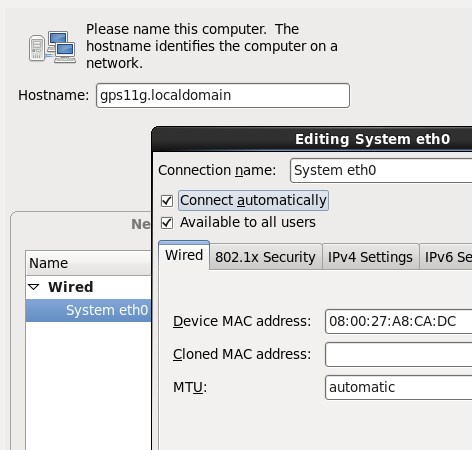 Please name this computer.  The
hostname identifies the computer on a
network.
Hostname: gps11g.localdomain
Editing System eth0
Connection name: System eth0
Connect automatically
Available to all users
Ne
Wired 802.1x Security IPv4 Settings IPv6 Se
Name
Wired
System eth0
Device MAC address: 08:00:27:A8:CA:DC
Cloned MAC address:
MTU: automatic